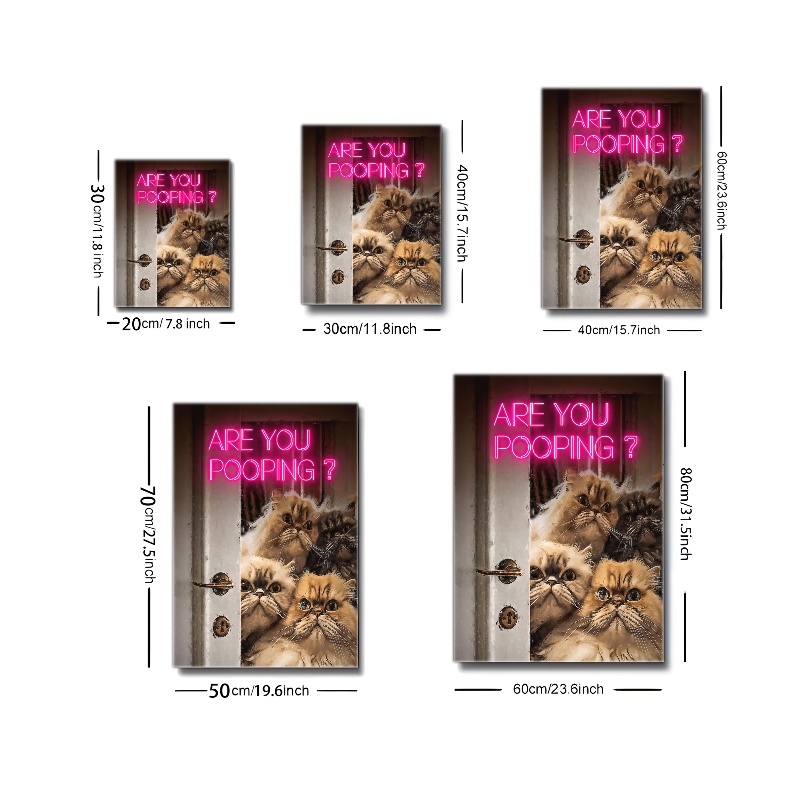 ARE YOU
POOPING ?
30cm/11.8 inch
20cm/ 7.8 inch
ARE YOU
POOPING ?
40cm/15.7inch
30cm/11.8inch
ARE YOU
POOPING ?
60cm/23.6inch
40cm/15.7inch
ARE YOU
POOPING ?
70cm/27.5inch
50cm/19.6inch
ARE YOU
POOPING ?
80cm/31.5inch
60cm/23.6inch